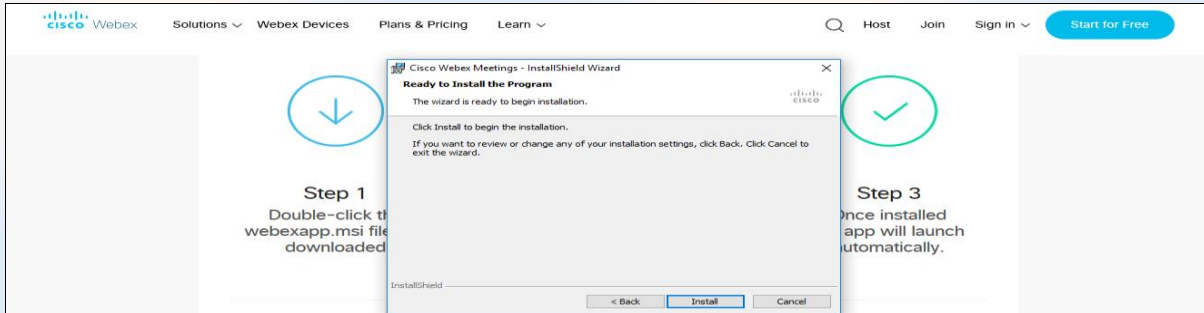 CISCO Webex Solutions Webex Devices Plans & Pricing Learn Host Join Sign in Start for Free
Cisco Webex Meetings - InstallShield Wizard
Ready to Install the Program
The wizard is ready to begin installation.
CISCO
Click Install to begin the installation.
If you want to review or change any of your installation settings, click Back. Click Cancel to
exit the wizard.
InstallShield
< Back Install Cancel
Step 1
Double-click
webexapp.msi
downloaded
Step 3
installed
app will launch
automatically.